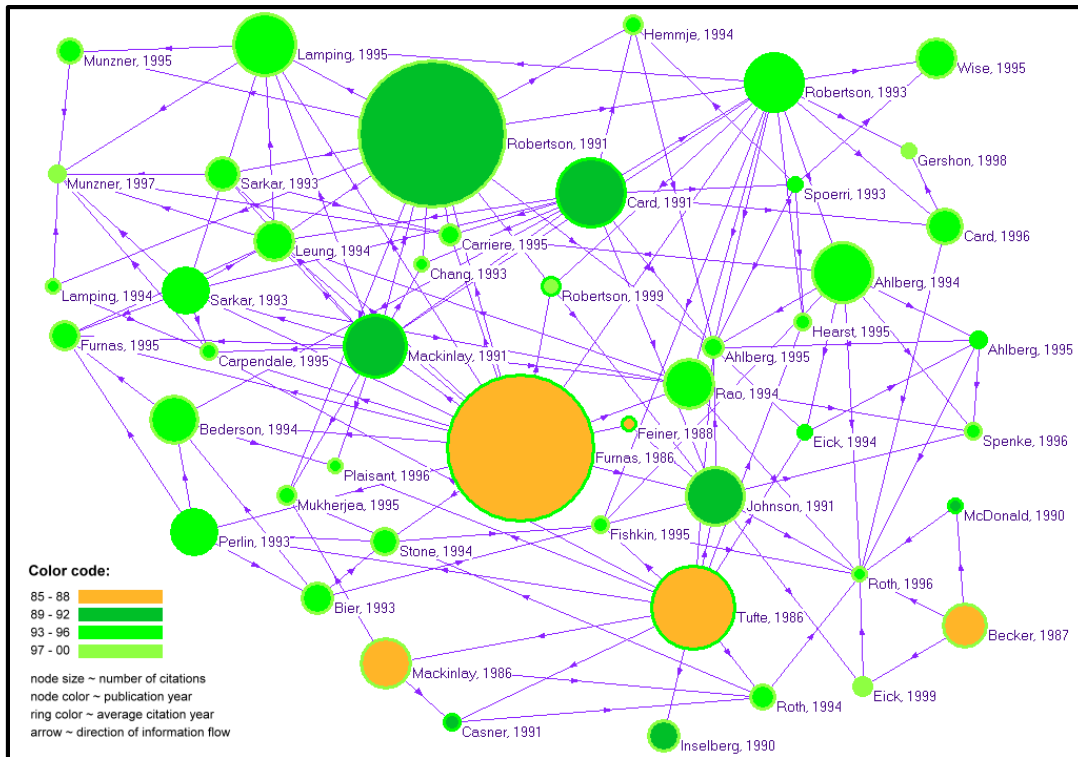 Munzner, 1995
Lamping, 1995
Hemmje, 1994
Robertson, 1993
Wise, 1995
Robertson, 1991
Gershon, 1998
Munzner, 1997
Sarkar, 1993
Card, 1991
Spoerri, 1993
Card, 1996
Leung, 1994
Carriere, 1995
Chang, 1993
Ahlberg, 1994
Lamping, 1994
Sarkar, 1993
Robertson, 1999
Hearst, 1995
Furnas, 1995
Carpendale, 1995
Mackinlay, 1991
Ahlberg, 1995
Ahlberg, 1995
Rao, 1994
Bederson, 1994
Feiner, 1988
Eick, 1994
Spenke, 1996
Furnas, 1986
Plaisant, 1996
Mukherjea, 1995
Johnson, 1991
McDonald, 1990
Perlin, 1993
Stone, 1994
Fishkin, 1995
Roth, 1996
Bier, 1993
Tufte, 1986
Becker, 1987
Mackinlay, 1986
Roth, 1994
Eick, 1999
Casner, 1991
Inselberg, 1990
Color code:
85 - 88
89 - 92
93 - 96
97 - 00
node size ~ number of citations
node color ~ publication year
ring color ~ average citation year
arrow ~ direction of information flow